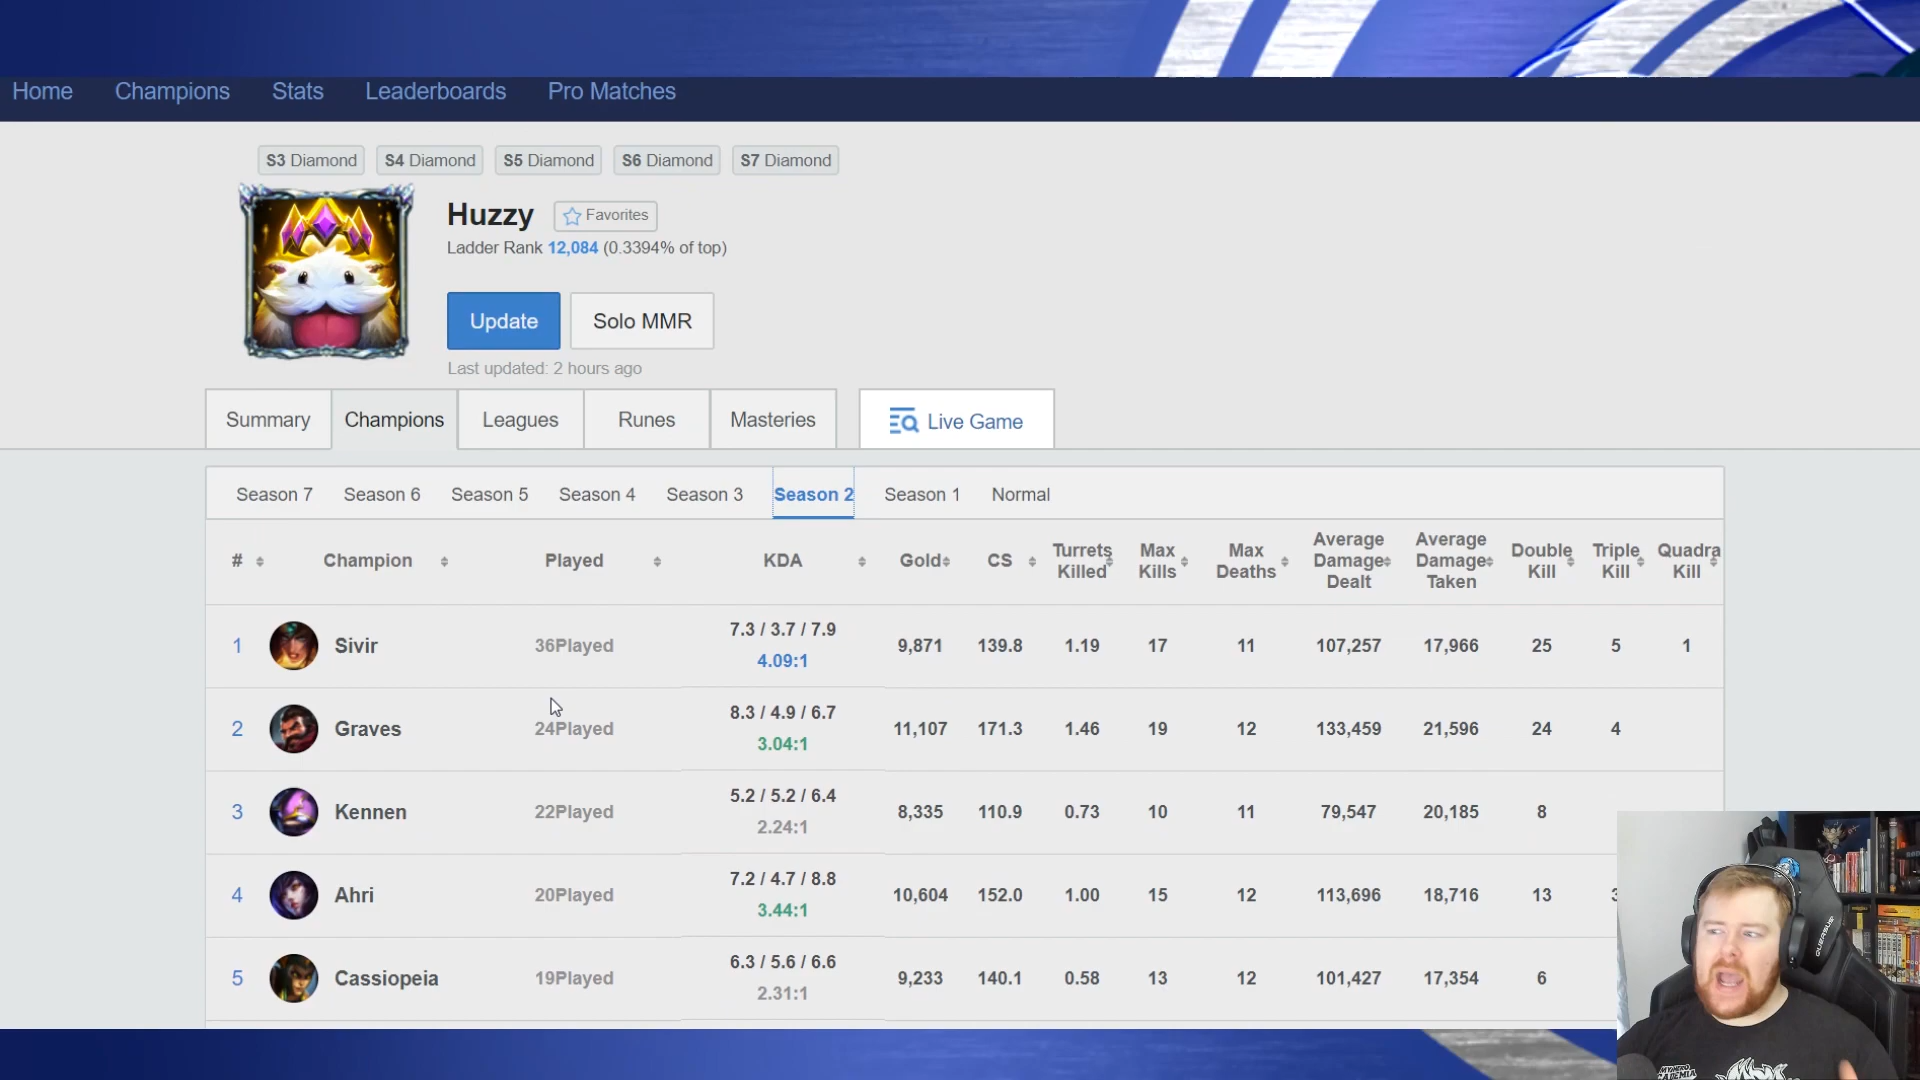 Home Champions Stats Leaderboards Pro Matches
S3 Diamond S4 Diamond S5 Diamond S6 Diamond S7 Diamond
Huzzy Favorites
Ladder Rank 12,084 (0.3394% of top)
Update Solo MMR
Last updated: 2 hours ago
Summary Champions Leagues Runes Masteries Live Game
Season 7 Season 6 Season 5 Season 4 Season 3 Season 2 Season 1 Normal
# Champion Played KDA Gold CS Turrets Killed Max Kills Max Deaths Average Damage Dealt Average Damage Taken Double Kill Triple Kill Quadra Kill
1 Sivir 36Played 7.3 / 3.7 / 7.9 9,871 139.8 1.19 17 11 107,257 17,966 25 5 1
4.09:1
2 Graves 24Played 8.3 / 4.9 / 6.7 11,107 171.3 1.46 19 12 133,459 21,596 24 4
3.04:1
3 Kennen 22Played 5.2 / 5.2 / 6.4 8,335 110.9 0.73 10 11 79,547 20,185 8
2.24:1
4 Ahri 20Played 7.2 / 4.7 / 8.8 10,604 152.0 1.00 15 12 113,696 18,716 13
3.44:1
5 Cassiopeia 19Played 6.3 / 5.6 / 6.6 9,233 140.1 0.58 13 12 101,427 17,354 6
2.31:1